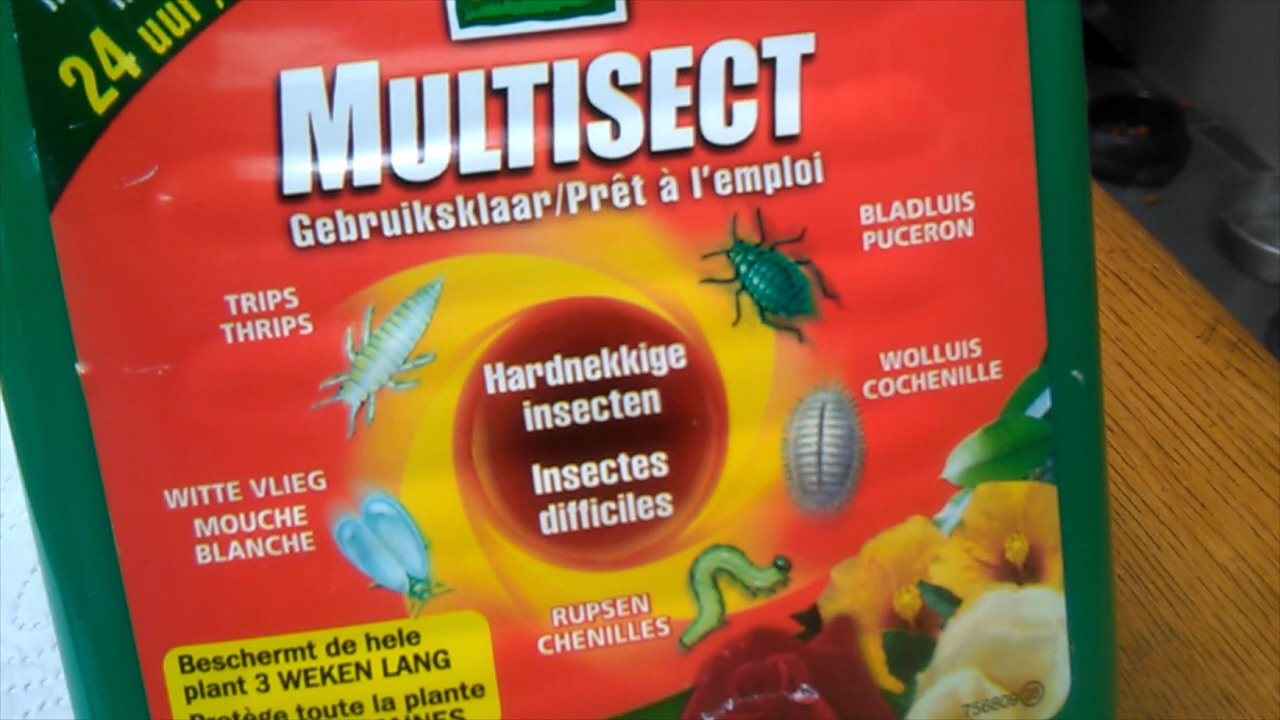 24 uur
MULTISECT
Gebruiksklaar/Prêt à l'emploi
BLADLUIS
PUCERON
TRIPS
THRIPS
WOLLUIS
COCHENILLE
Hardnekkige
insecten
Insectes
difficiles
WITTE VLIEG
MOUCHE
BLANCHE
RUPSEN
CHENILLES
Beschermt de hele
plant 3 WEKEN LANG
Protège toute la plante
756809